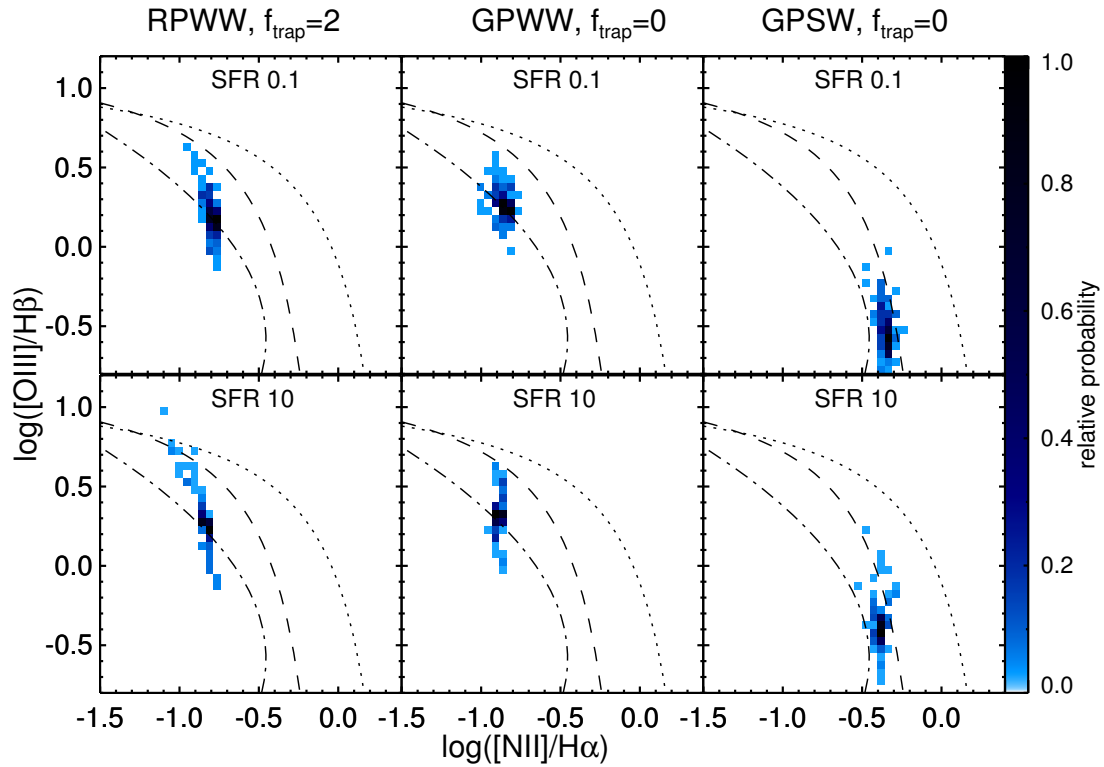 RPWW, f_trap=2 GPWW, f_trap=0 GPSW, f_trap=0
SFR 0.1 SFR 0.1 SFR 0.1
1.0
0.5
0.0
-0.5
SFR 10 SFR 10 SFR 10
1.0
0.5
0.0
-0.5
log([OIII]/Hβ)
-1.5 -1.0 -0.5 0.0 -1.5 -1.0 -0.5 0.0 -1.5 -1.0 -0.5 0.0
log([NII]/Hα)
1.0
0.8
0.6
0.4
0.2
0.0
relative probability